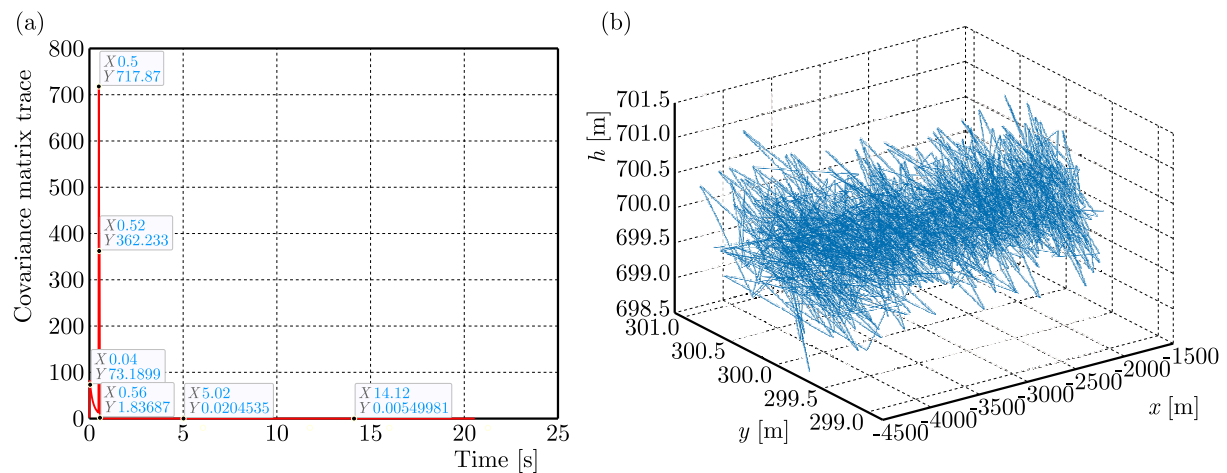 (a)
800
700
600
500
400
300
200
100
0
Covariance matrix trace
X 0.5
Y 717.87
X 0.52
Y 362.233
X 0.04
Y 73.1899
X 0.56
Y 1.83687
X 5.02
Y 0.0204535
X 14.12
Y 0.00549981
0 5 10 15 20 25
Time [s]
(b)
701.5
701.0
700.5
700.0
699.5
699.0
698.5
h [m]
301.0
300.5
300.0
299.5
299.0
y [m]
-4500
-4000
-3500
-3000
-2500
-2000
-1500
x [m]